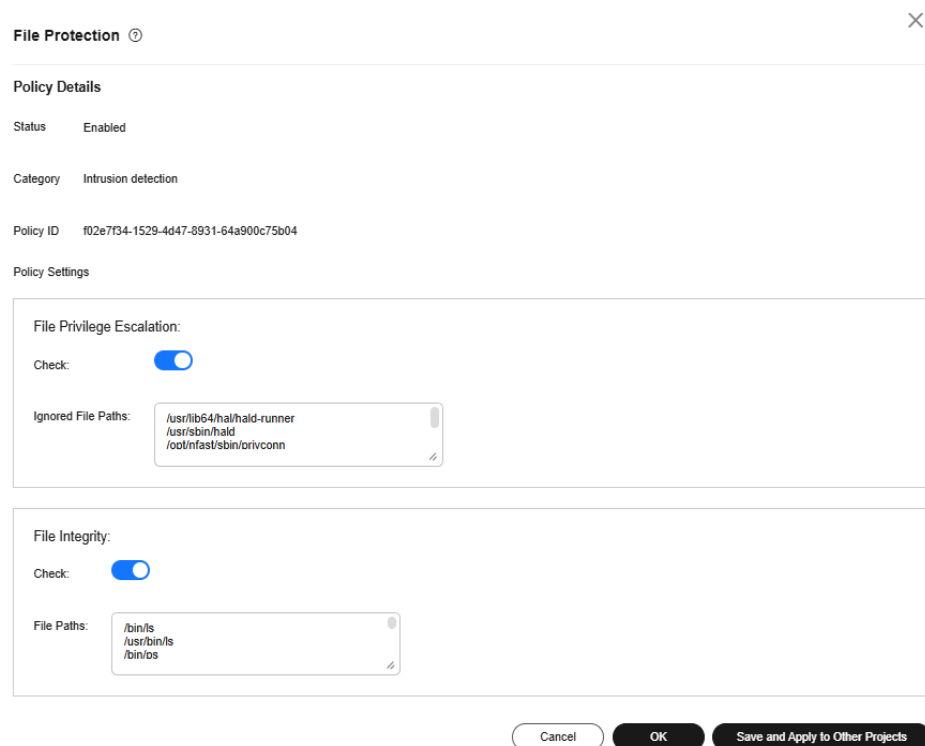 File Protection
Policy Details
Status Enabled
Category Intrusion detection
Policy ID f02e7f34-1529-4d47-8931-64a900c75b04
Policy Settings
File Privilege Escalation:
Check:
Ignored File Paths:
/usr/lib64/hal/hald-runner
/usr/sbin/hald
/opt/nfast/sbin/privconn
File Integrity:
Check:
File Paths:
/bin/ls
/usr/bin/ls
/bin/ps
Cancel OK Save and Apply to Other Projects